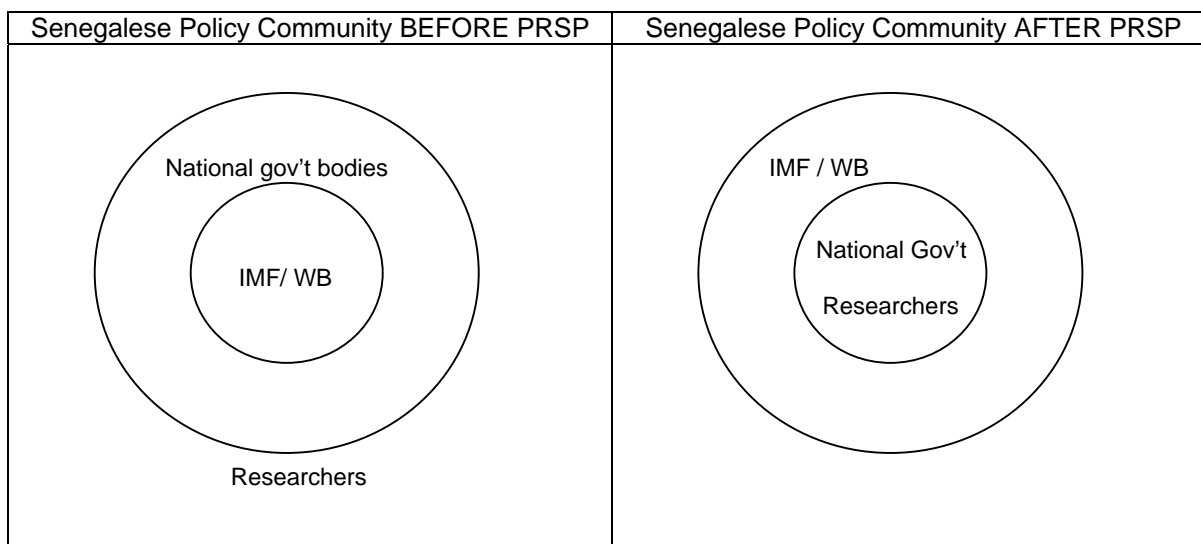 Senegalese Policy Community BEFORE PRSP
Senegalese Policy Community AFTER PRSP
National gov’t bodies
IMF/ WB
Researchers
IMF / WB
National Gov’t
Researchers